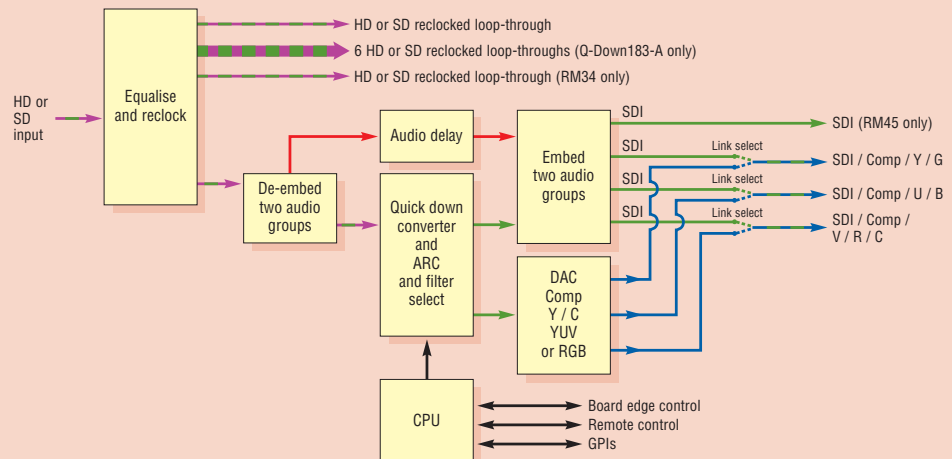 HD or SD reclocked loop-through
6 HD or SD reclocked loop-throughs (Q-Down183-A only)
HD or SD reclocked loop-through (RM34 only)
Equalise
and reclock
HD or
SD
input
De-embed
two audio
groups
Audio delay
Quick down
converter
and
ARC
and filter
select
Embed
two audio
groups
SDI
SDI (RM45 only)
SDI
Link select
SDI / Comp / Y / G
SDI
Link select
SDI / Comp / U / B
SDI
Link select
SDI / Comp /
V / R / C
DAC
Comp
Y / C
YUV
or RGB
CPU
Board edge control
Remote control
GPIs